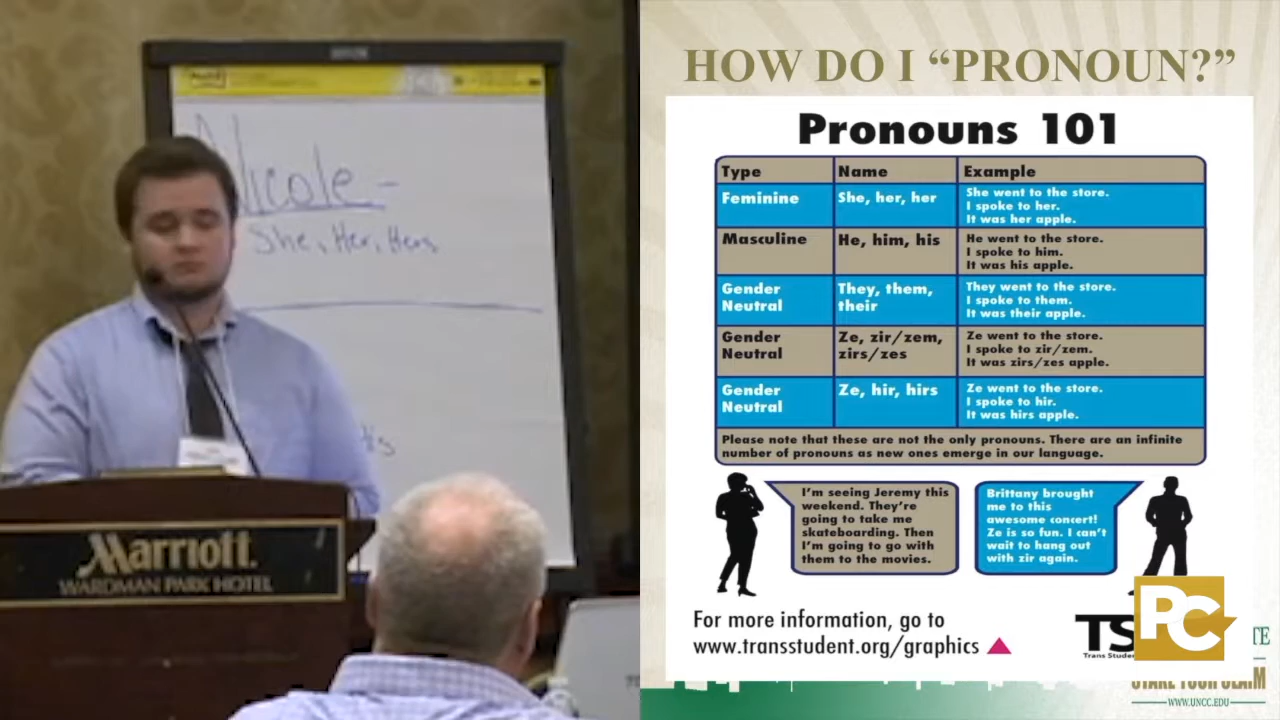 Nicole -
She, Her, Hers
Marriott
WARDMAN PARK HOTEL
HOW DO I “PRONOUN?”
Pronouns 101
Type Name Example
Feminine She, her, her She went to the store.
I spoke to her.
It was her apple.
Masculine He, him, his He went to the store.
I spoke to him.
It was his apple.
Gender They, them, They went to the store.
Neutral their I spoke to them.
It was their apple.
Gender Ze, zir/zem, Ze went to the store.
Neutral zirs/zes I spoke to zir/zem.
It was zirs/zes apple.
Gender Ze, hir, hirs Ze went to the store.
Neutral I spoke to hir.
It was hirs apple.
Please note that these are not the only pronouns. There are an infinite
number of pronouns as new ones emerge in our language.
I'm seeing Jeremy this
weekend. They're
going to take me
skateboarding. Then
I'm going to go with
them to the movies.
Brittany brought
me to this
awesome concert!
Ze is so fun. I can't
wait to hang out
with zir again.
For more information, go to
www.transstudent.org/graphics
TS
Trans
PC
STAKE YOUR CLAIM
WWW.UNCC.EDU